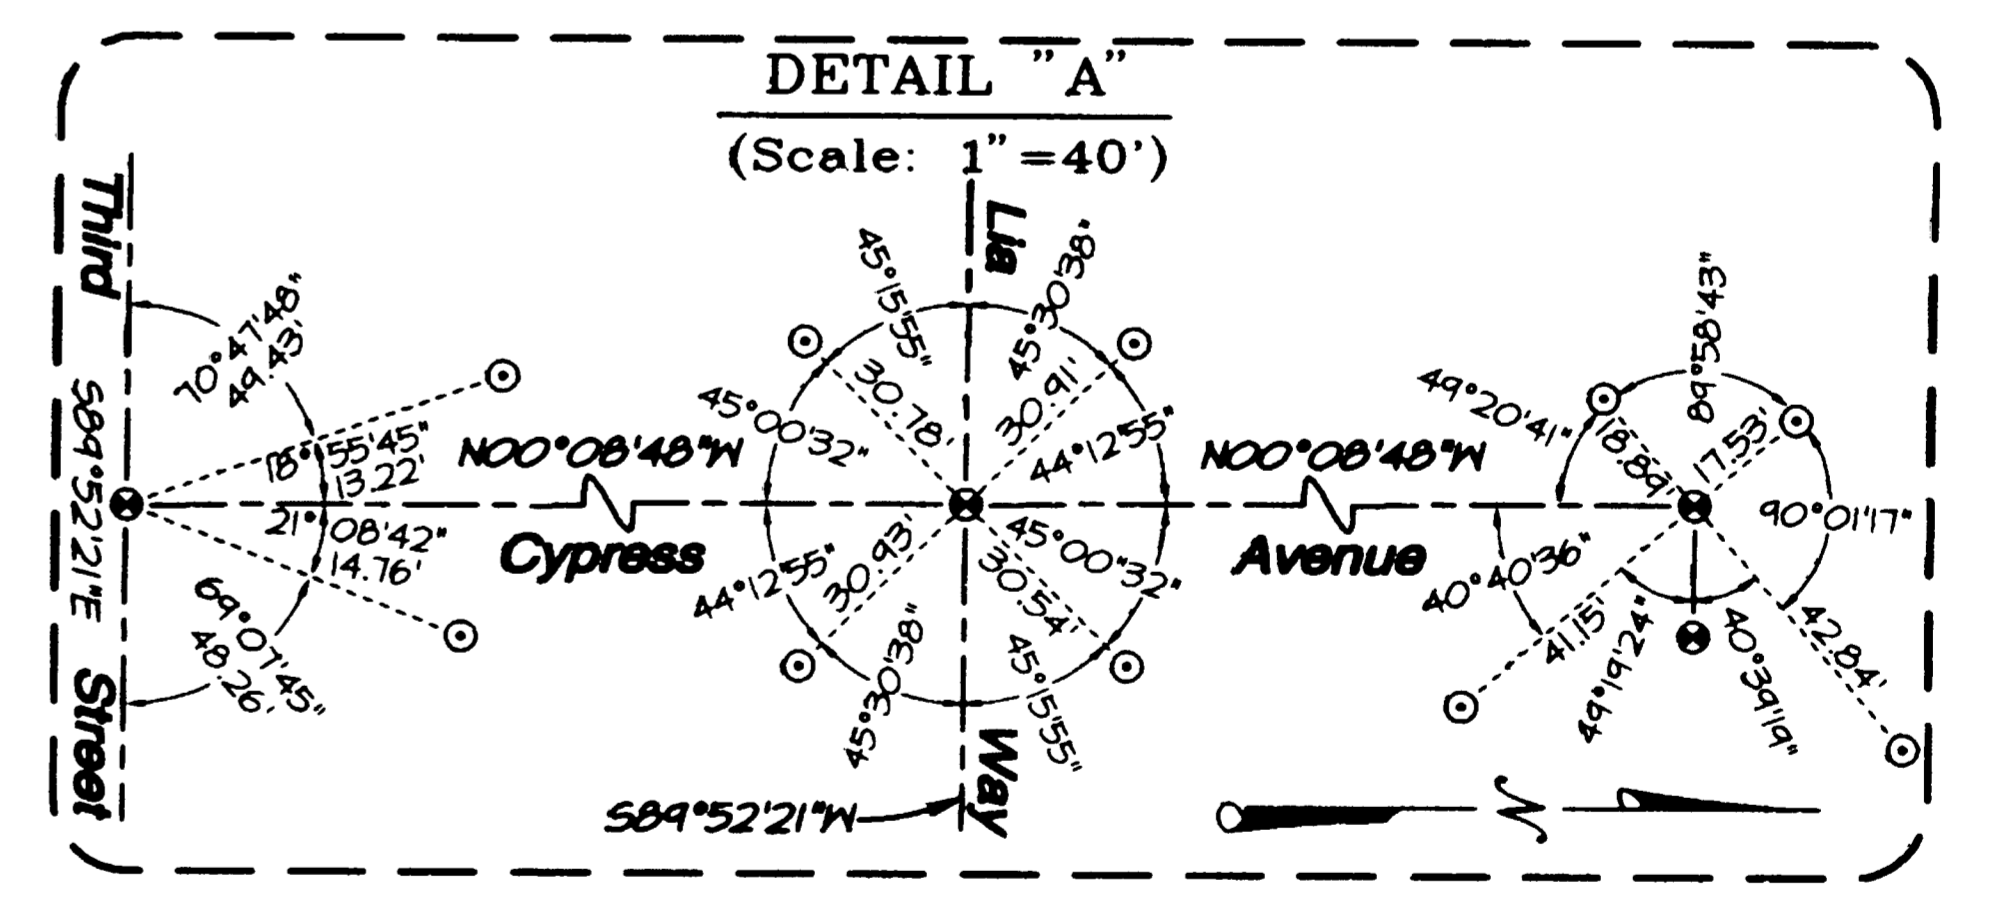 DETAIL "A"
(Scale: 1"=40')
Third
S89°52'21"E
Street
70°47'48"
49.43'
18°55'45"
13.22'
21°08'42"
14.76'
69°07'45"
48.26'
N00°08'48"W
Cypress
Lia
45°15'55"
45°30'38"
30.78'
30.91'
45°00'32"
44°12'55"
44°12'55"
30.93'
45°00"32"
30.54'
45°30'38"
45°15'55"
Way
S89°52'21"W
N00°08'48"W
Avenue
49°20'41"
89°58'43"
18.89'
17.53'
90°01'17"
40°40'36"
41.15'
49°19'24"
40°39'19"
42.84'